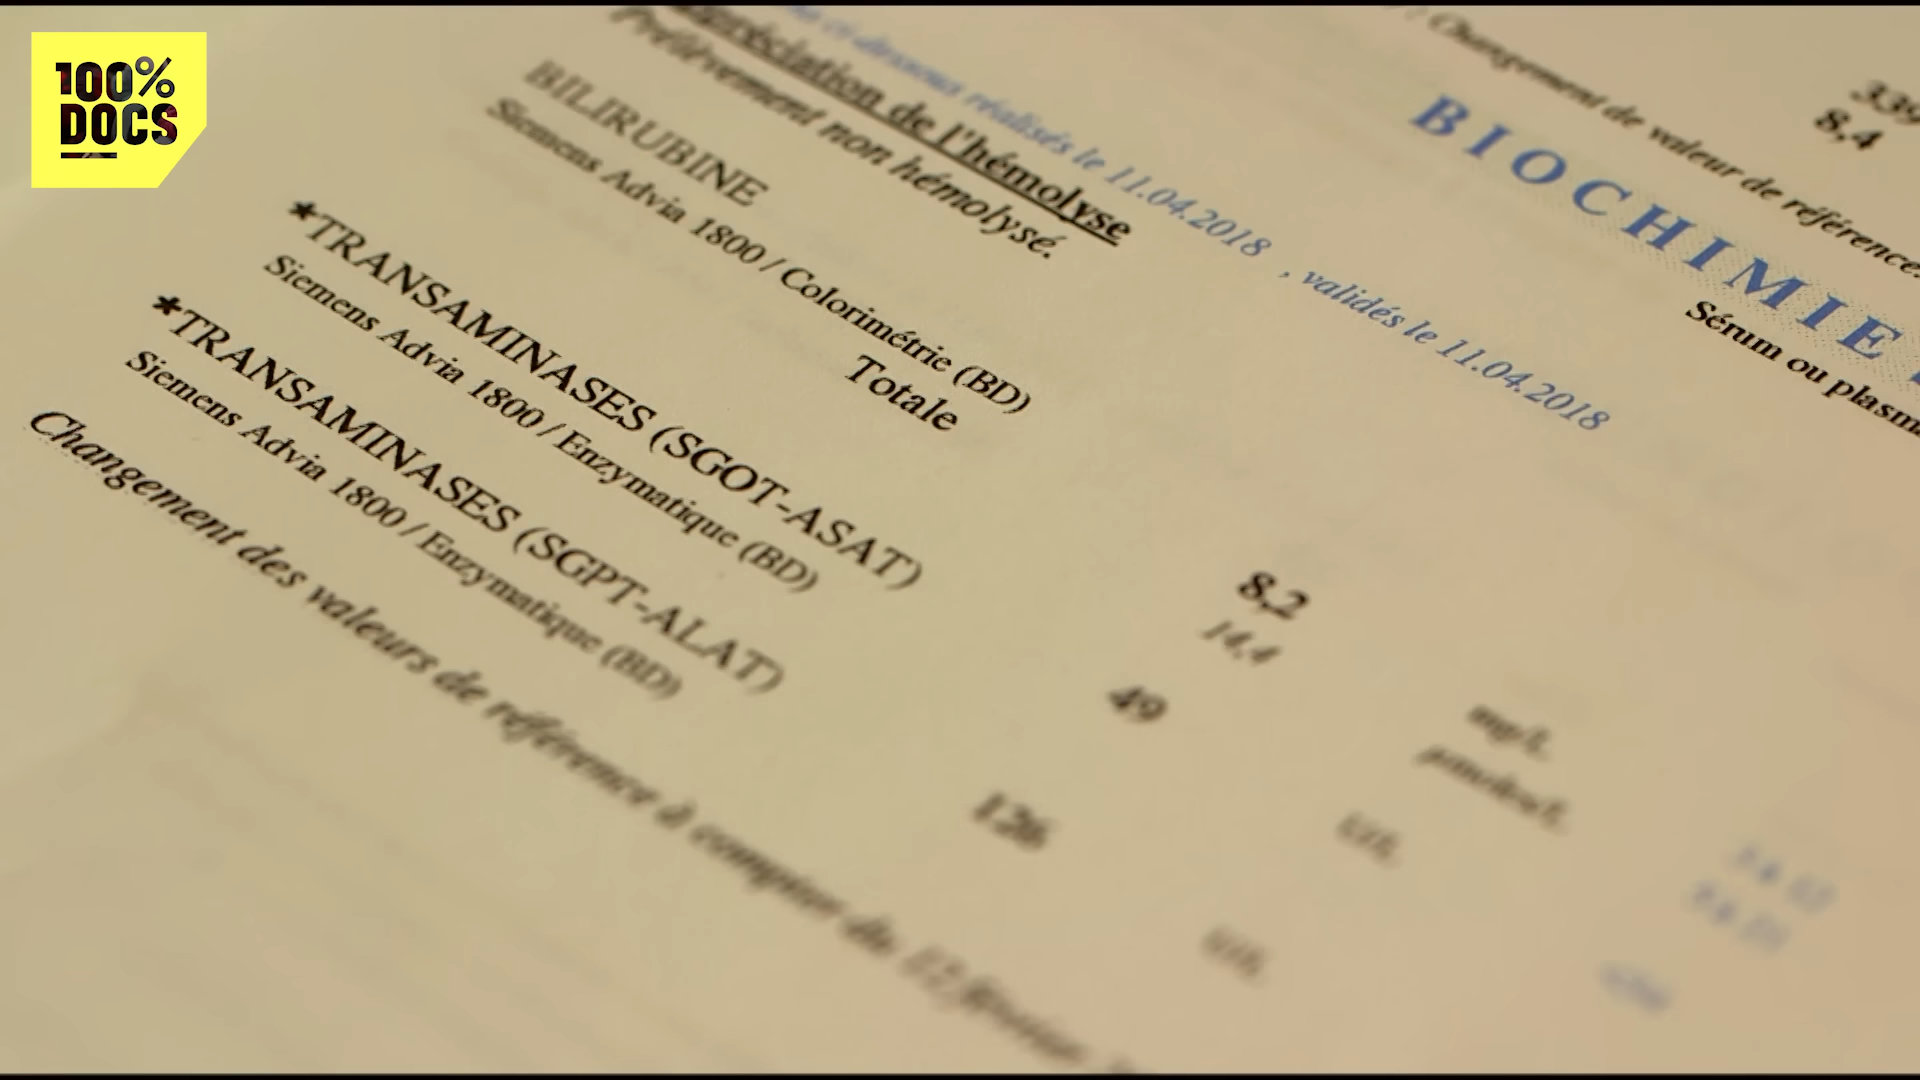 100%
DOCS
Changement de valeur de référence.
339
8,4
BIOCHIMIE
Sérum ou
réalisés le 11.04.2018 , validés le 11.04.2018
de l'hémolyse
Prélèvement non hémolysé.
BILIRUBINE
Siemens Advia 1800 / Colorimétrie (BD)
Totale
8,2
mg/L
14,4
*TRANSAMINASES (SGOT-ASAT)
49
UI/L
Siemens Advia 1800 / Enzymatique (BD)
*TRANSAMINASES (SGPT-ALAT)
126
UI/L
Siemens Advia 1800 / Enzymatique (BD)
Changement des valeurs de référence à compter du